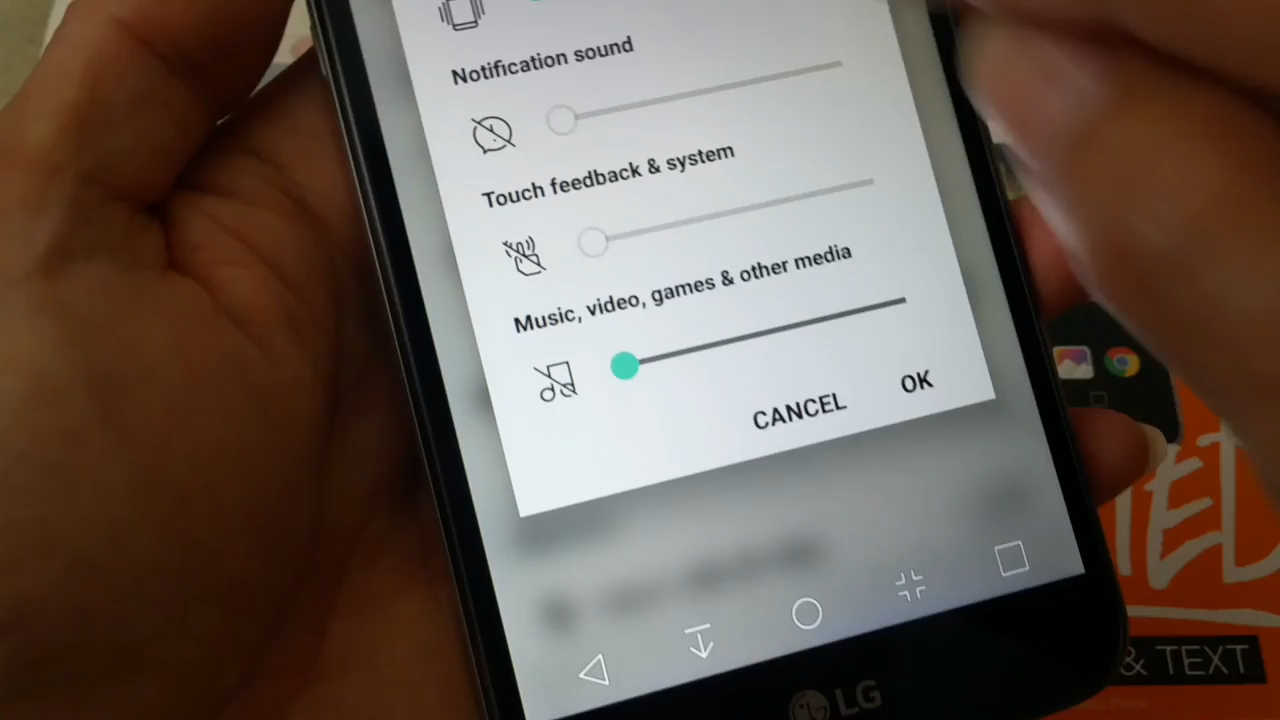 Notification sound
Touch feedback & system
Music, video, games & other media
CANCEL
OK
LG
& TEXT